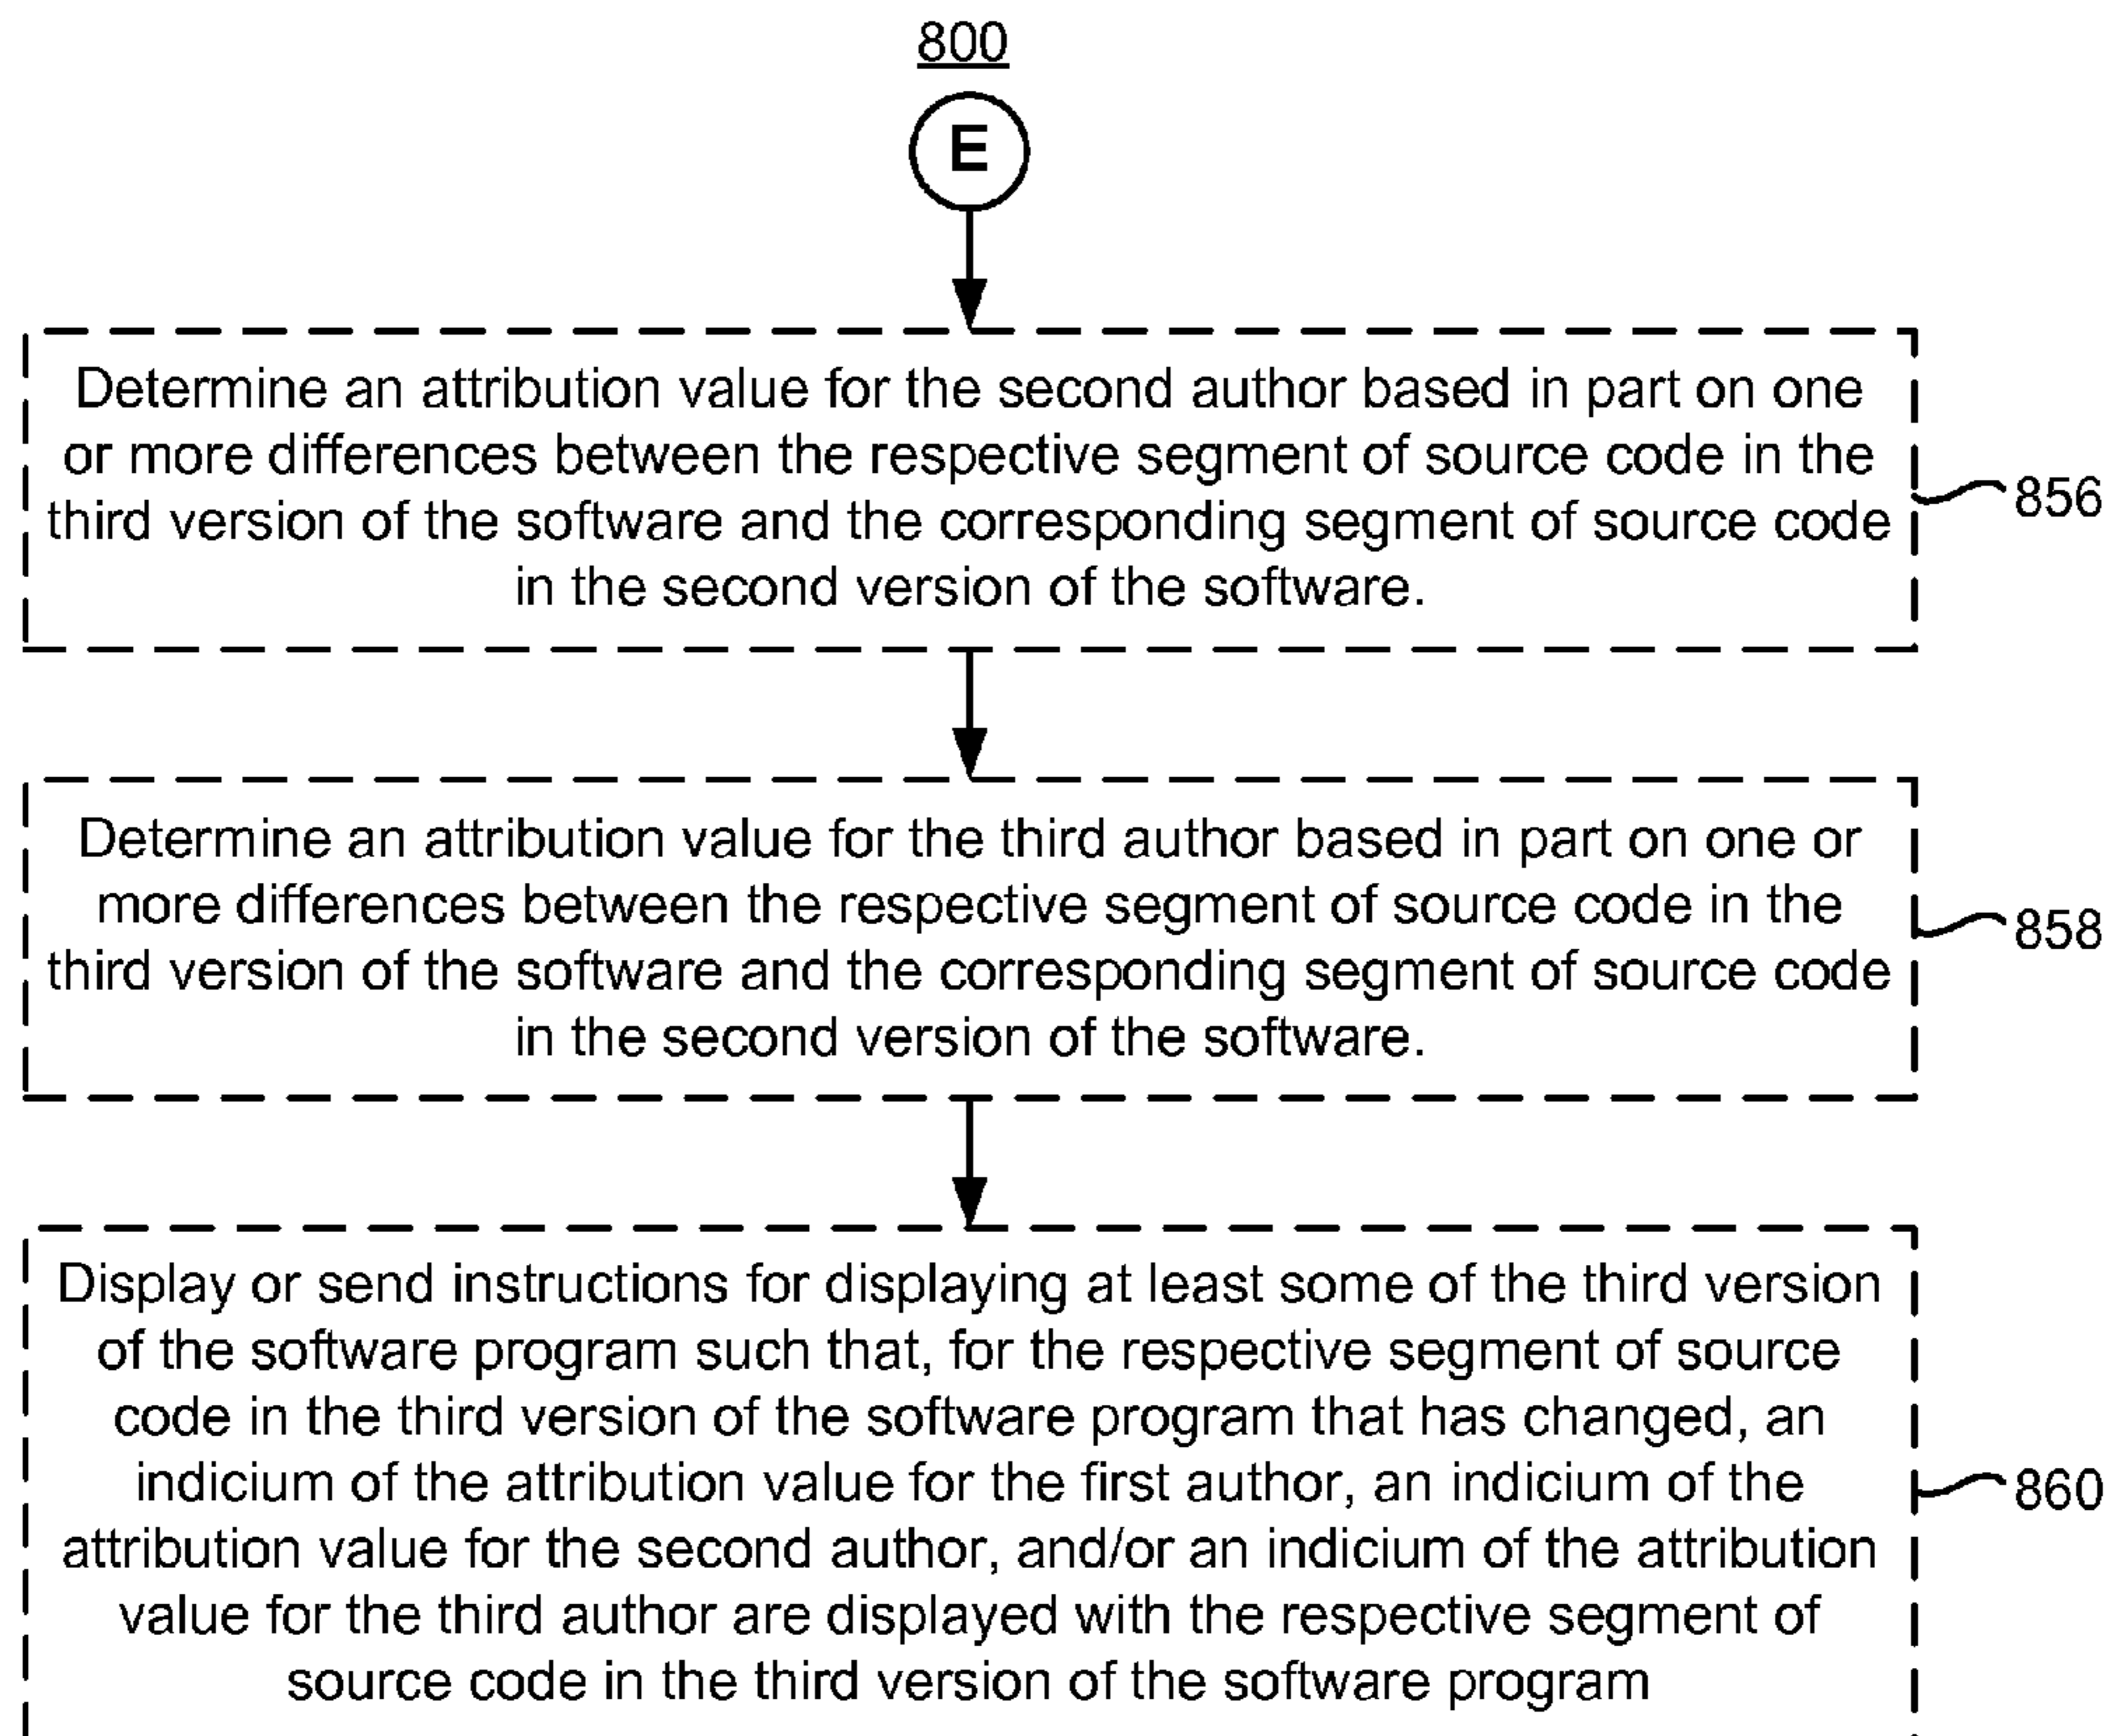 800
E
Determine an attribution value for the second author based in part on one
or more differences between the respective segment of source code in the
third version of the software and the corresponding segment of source code
in the second version of the software.
856
Determine an attribution value for the third author based in part on one or
more differences between the respective segment of source code in the
third version of the software and the corresponding segment of source code
in the second version of the software.
858
Display or send instructions for displaying at least some of the third version
of the software program such that, for the respective segment of source
code in the third version of the software program that has changed, an
indicium of the attribution value for the first author, an indicium of the
attribution value for the second author, and/or an indicium of the attribution
value for the third author are displayed with the respective segment of
source code in the third version of the software program
860